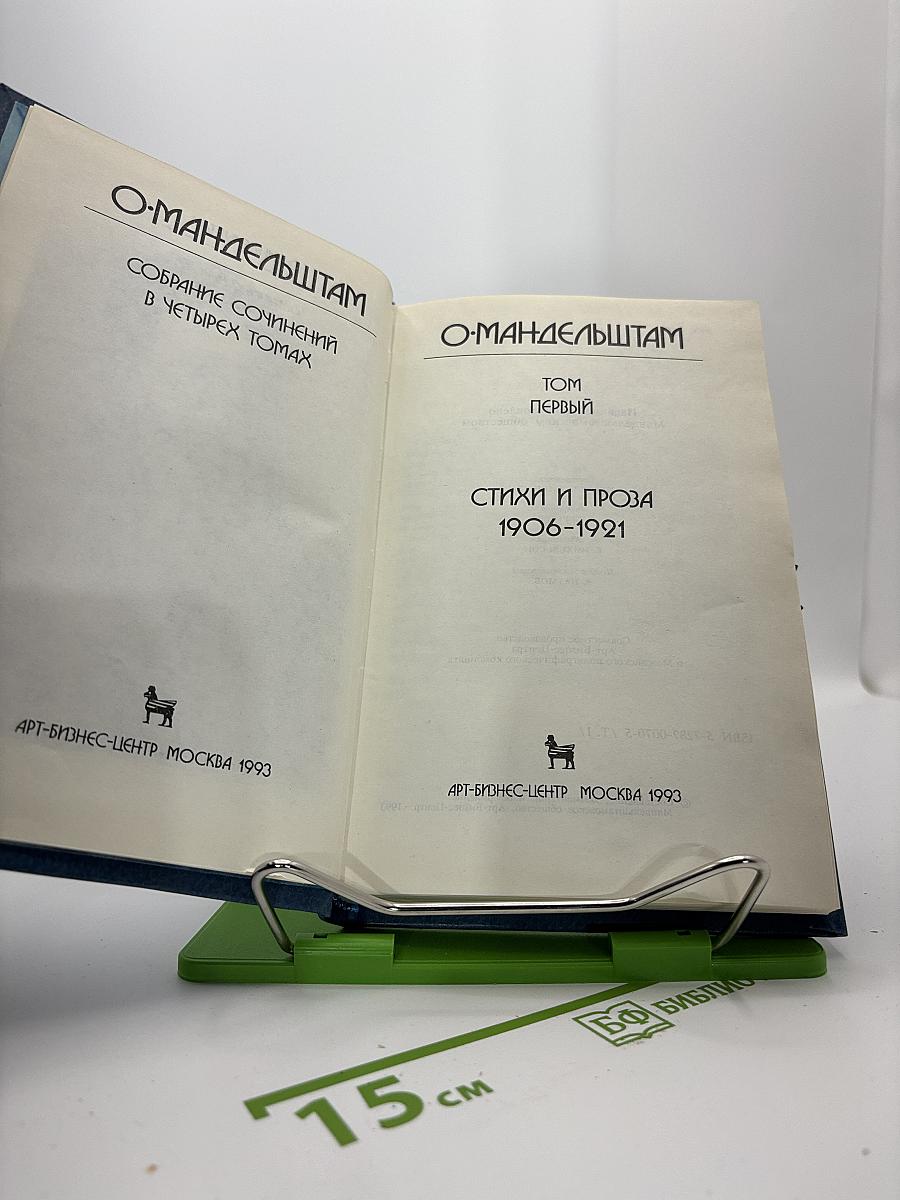 О·МАНДЕЛЬШТАМ
СОБРАНИЕ СОЧИНЕНИЙ
В ЧЕТЫРЕХ ТОМАХ
АРТ-БИЗНЕС-ЦЕНТР МОСКВА 1993
О·МАНДЕЛЬШТАМ
ТОМ
ПЕРВЫЙ
СТИХИ И ПРОЗА
1906-1921
АРТ-БИЗНЕС-ЦЕНТР МОСКВА 1993
БФ
15 СМ